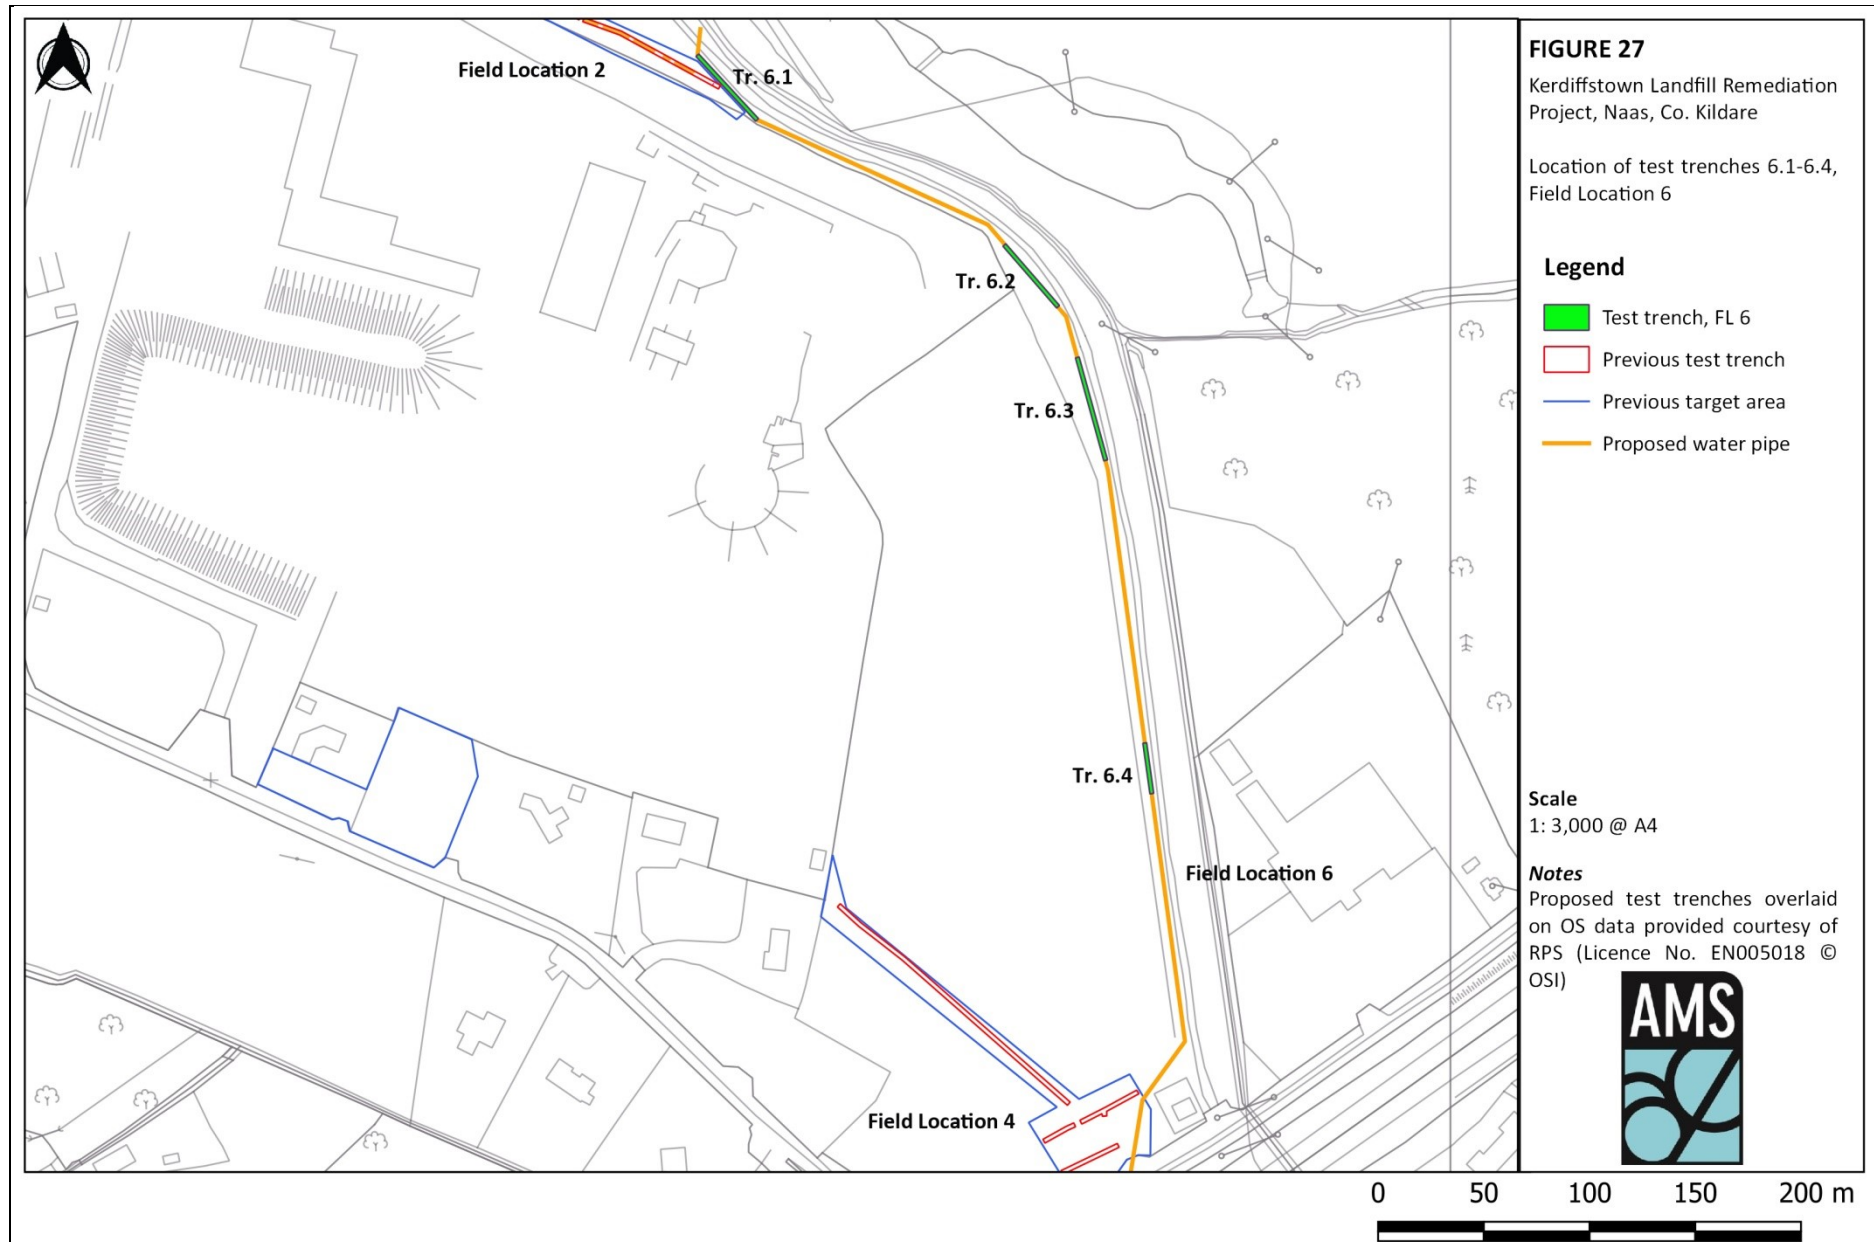 Field Location 2
Tr. 6.1
Tr. 6.2
Tr. 6.3
Tr. 6.4
Field Location 6
Field Location 4
FIGURE 27
Kerdiffstown Landfill Remediation
Project, Naas, Co. Kildare
Location of test trenches 6.1-6.4,
Field Location 6
Legend
Test trench, FL 6
Previous test trench
Previous target area
Proposed water pipe
Scale
1: 3,000 @ A4
Notes
Proposed test trenches overlaid
on OS data provided courtesy of
RPS (Licence No. EN005018 ©
OSI)
AMS
0 50 100 150 200 m